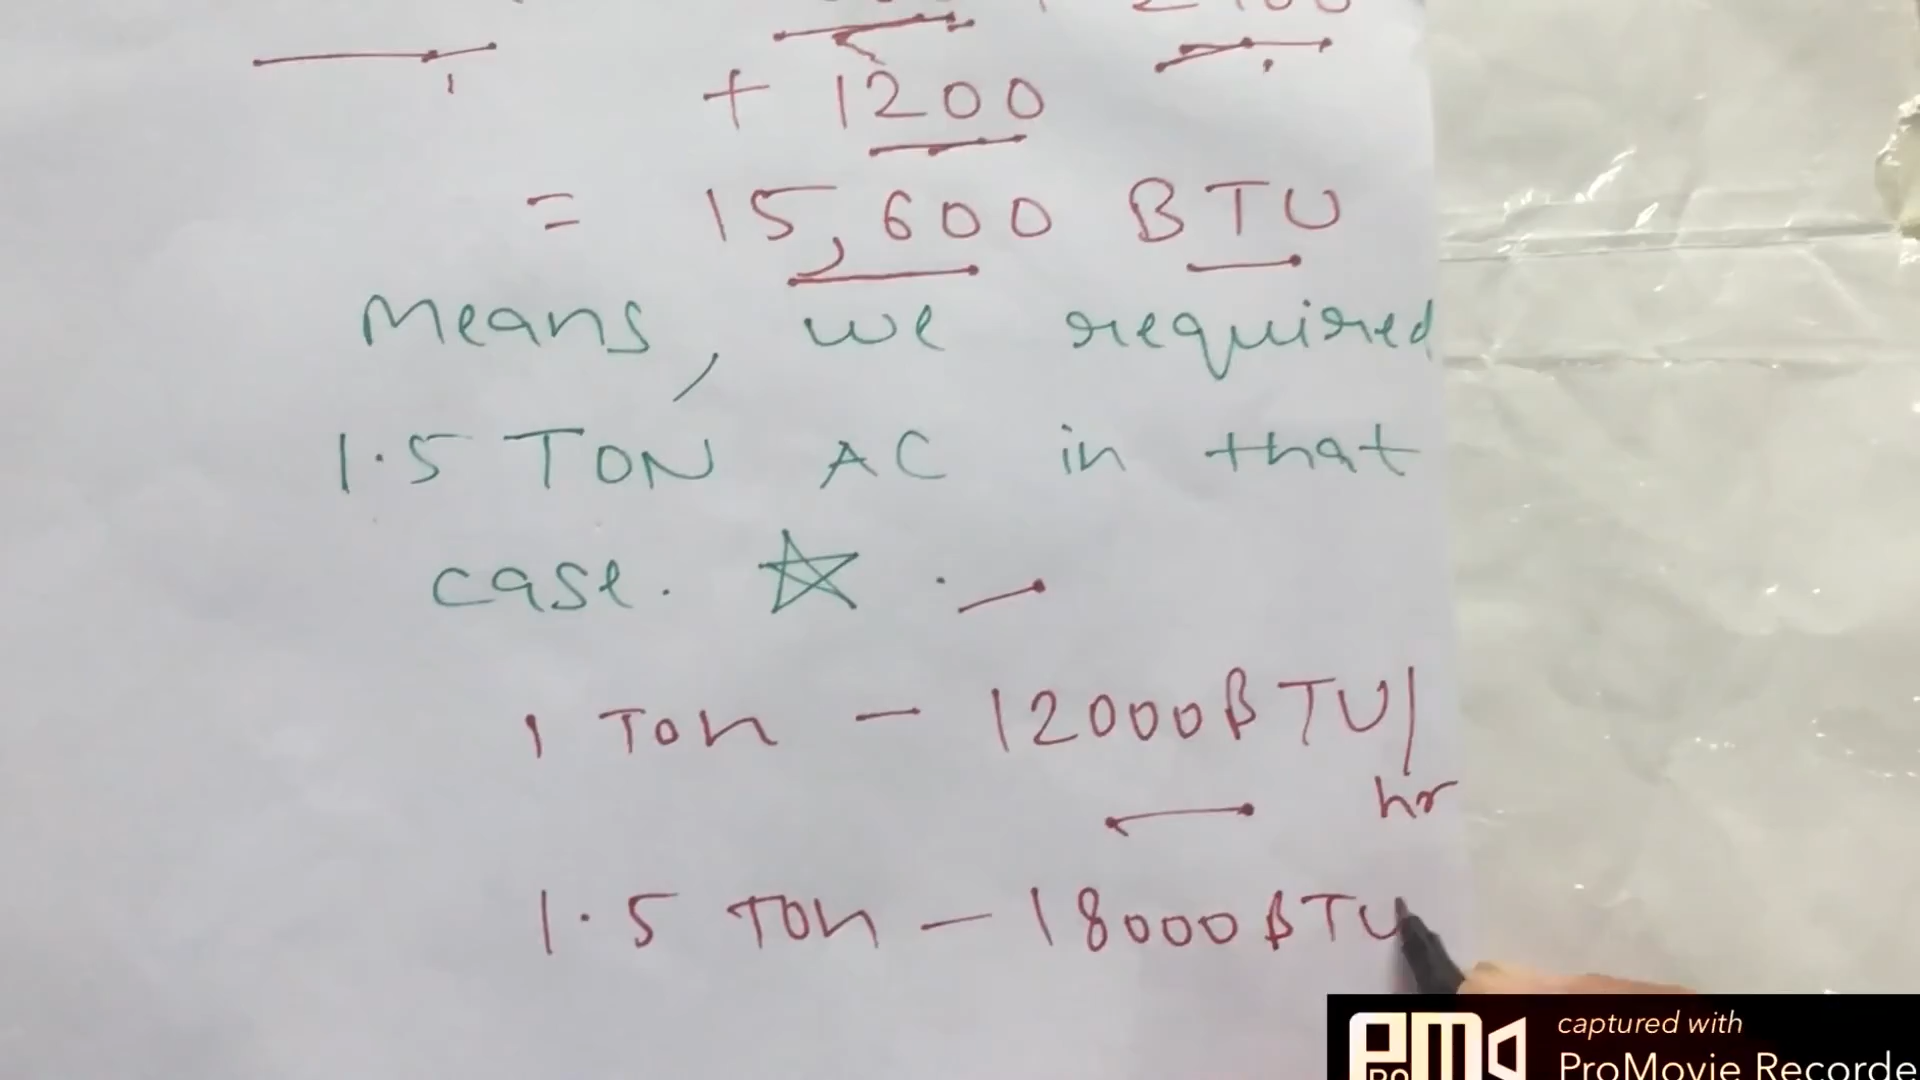 + 1200
= 15,600 BTU
Means, we required
1.5 TON AC in that
case.
1 Ton - 12000 BTU/
hr
1.5 Ton - 18000 BTU
captured with
ProMovie Recorde